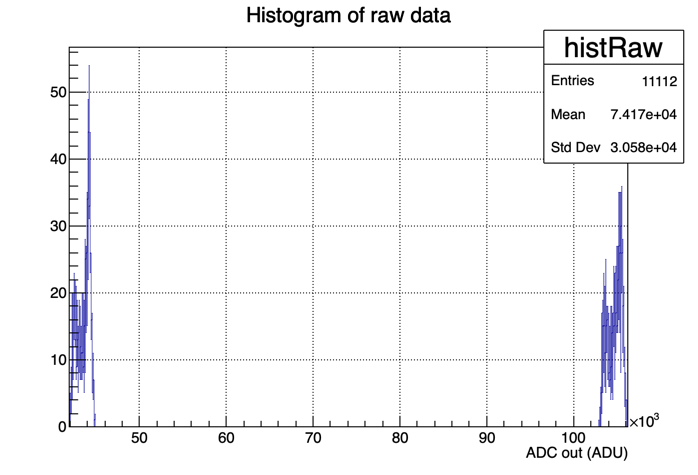 Histogram of raw data
histRaw
Entries 11112
Mean 7.417e+04
Std Dev 3.058e+04
50
40
30
20
10
0
50 60 70 80 90 100
×10³
ADC out (ADU)